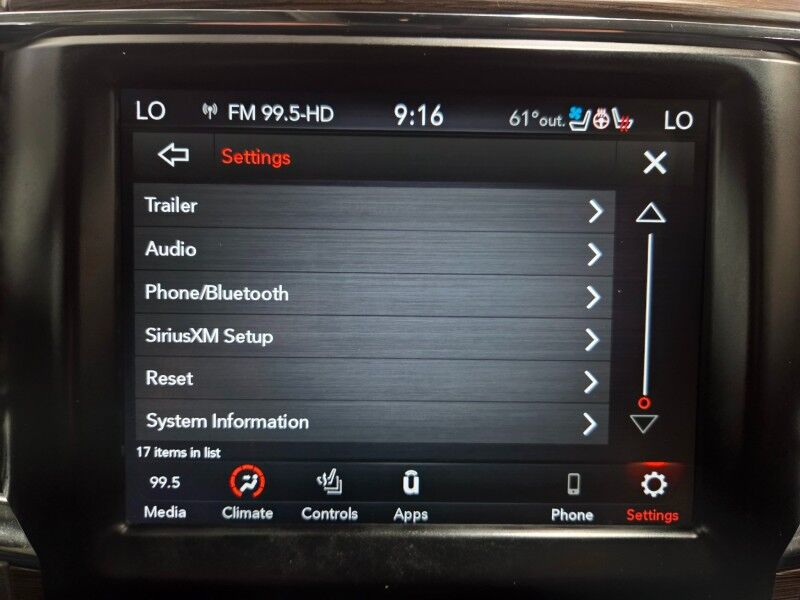 LO FM 99.5-HD 9:16 61°out. LO
Settings
Trailer
Audio
Phone/Bluetooth
SiriusXM Setup
Reset
System Information
17 items in list
99.5
Media Climate Controls Apps Phone Settings